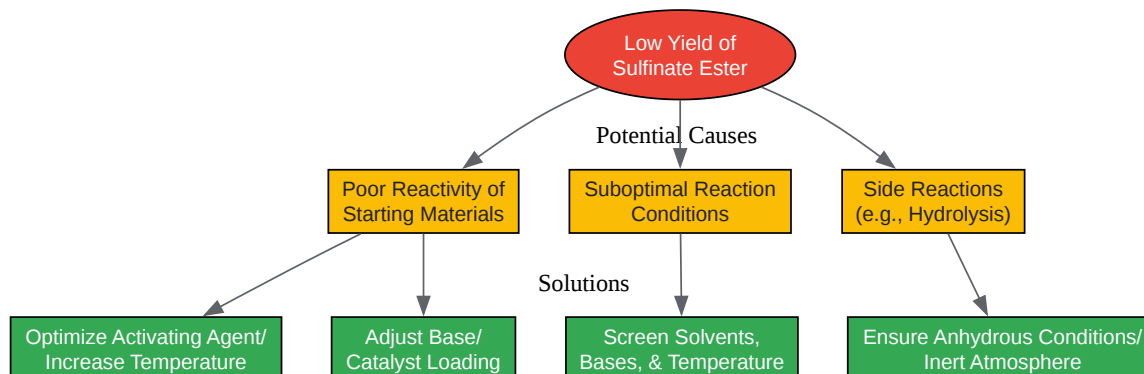 Low Yield of
Sulfinate Ester
Potential Causes
Poor Reactivity of
Starting Materials
Suboptimal Reaction
Conditions
Side Reactions
(e.g., Hydrolysis)
Solutions
Optimize Activating Agent/
Increase Temperature
Adjust Base/
Catalyst Loading
Screen Solvents,
Bases, & Temperature
Ensure Anhydrous Conditions/
Inert Atmosphere